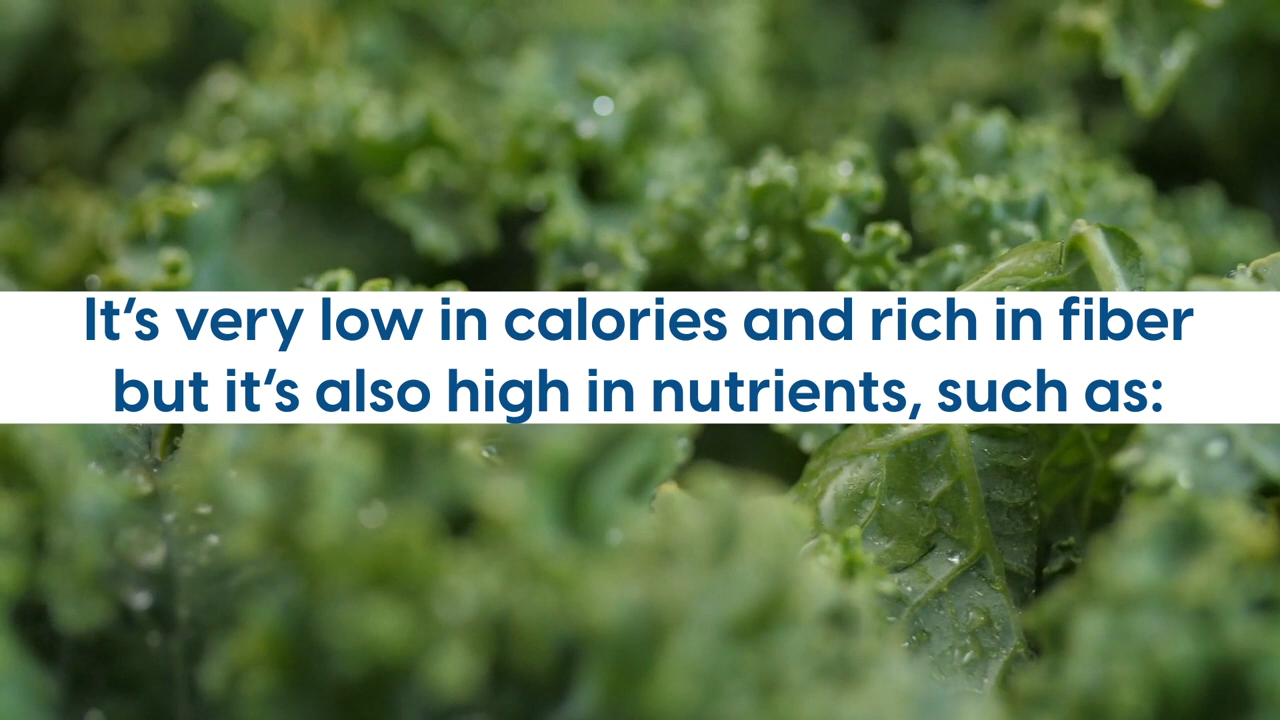 It‘s very low in calories and rich in fiber
but it‘s also high in nutrients, such as: